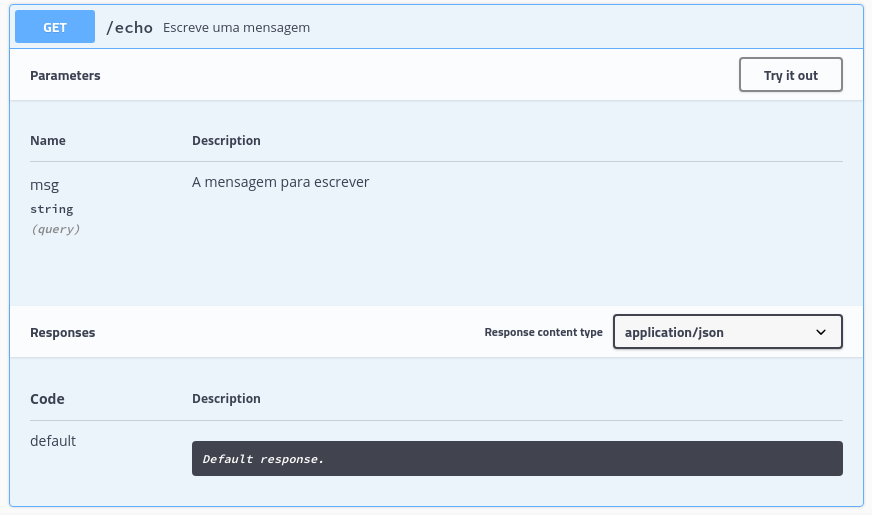 GET /echo Escreve uma mensagem
Parameters Try it out
Name Description
msg A mensagem para escrever
string
(query)
Responses Response content type application/json
Code Description
default
Default response.